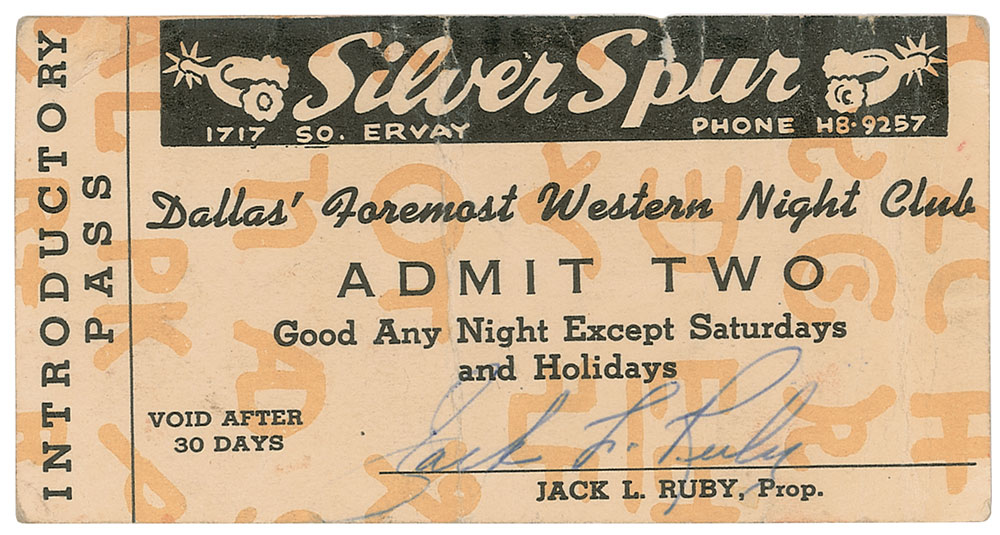 INTRODUCTORY
PASS
Silver Spur
1717 SO. ERVAY PHONE H8·9257
Dallas' Foremost Western Night Club
ADMIT TWO
Good Any Night Except Saturdays
and Holidays
VOID AFTER
30 DAYS
Jack L. Ruby
JACK L. RUBY, Prop.